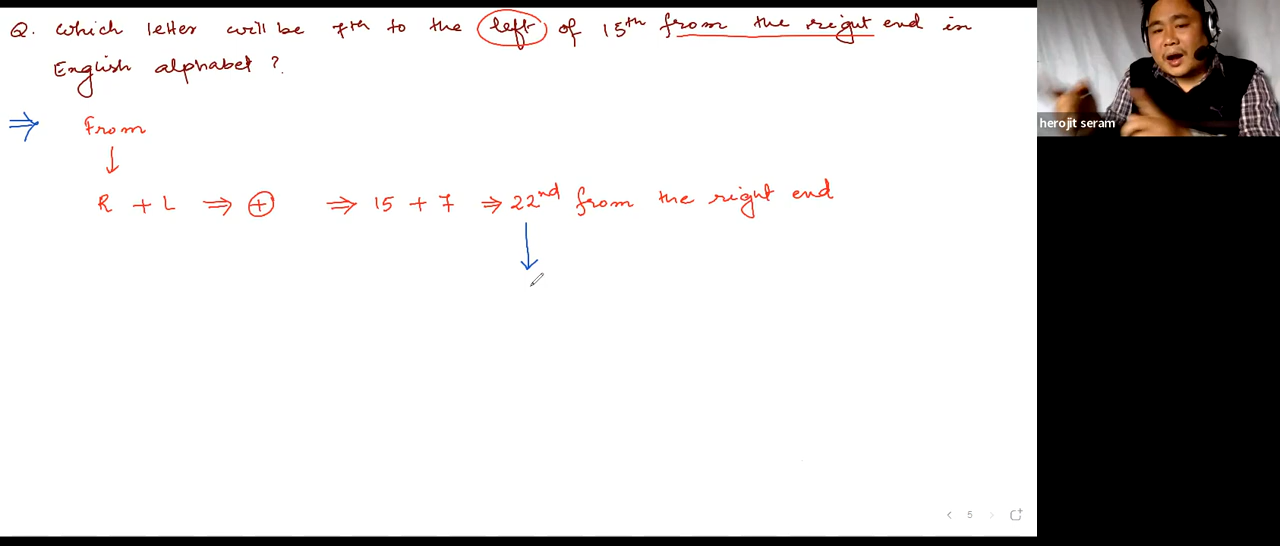 Q. which letter will be 7th to the left of 15th from the right end in
English alphabet ?
⇒ From
↓
R + L ⇒ ⊕ ⇒ 15 + 7 ⇒ 22nd from the right end
↓
herojit seram
< 5 >